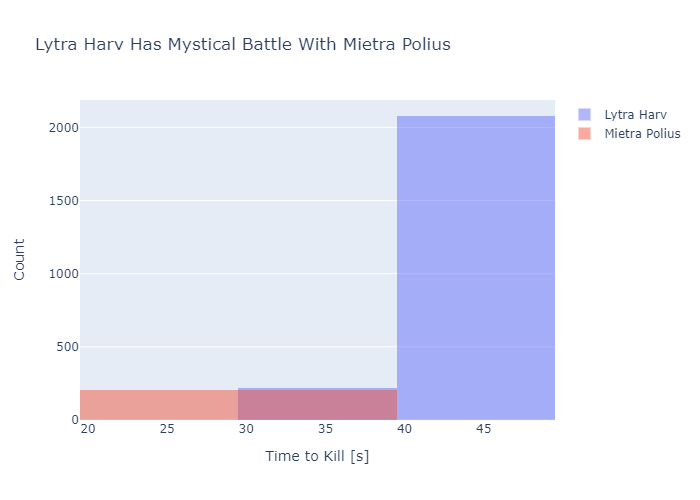 Lytra Harv Has Mystical Battle With Mietra Polius
Lytra Harv
Mietra Polius
2000
1500
1000
500
0
Count
20 25 30 35 40 45
Time to Kill [s]